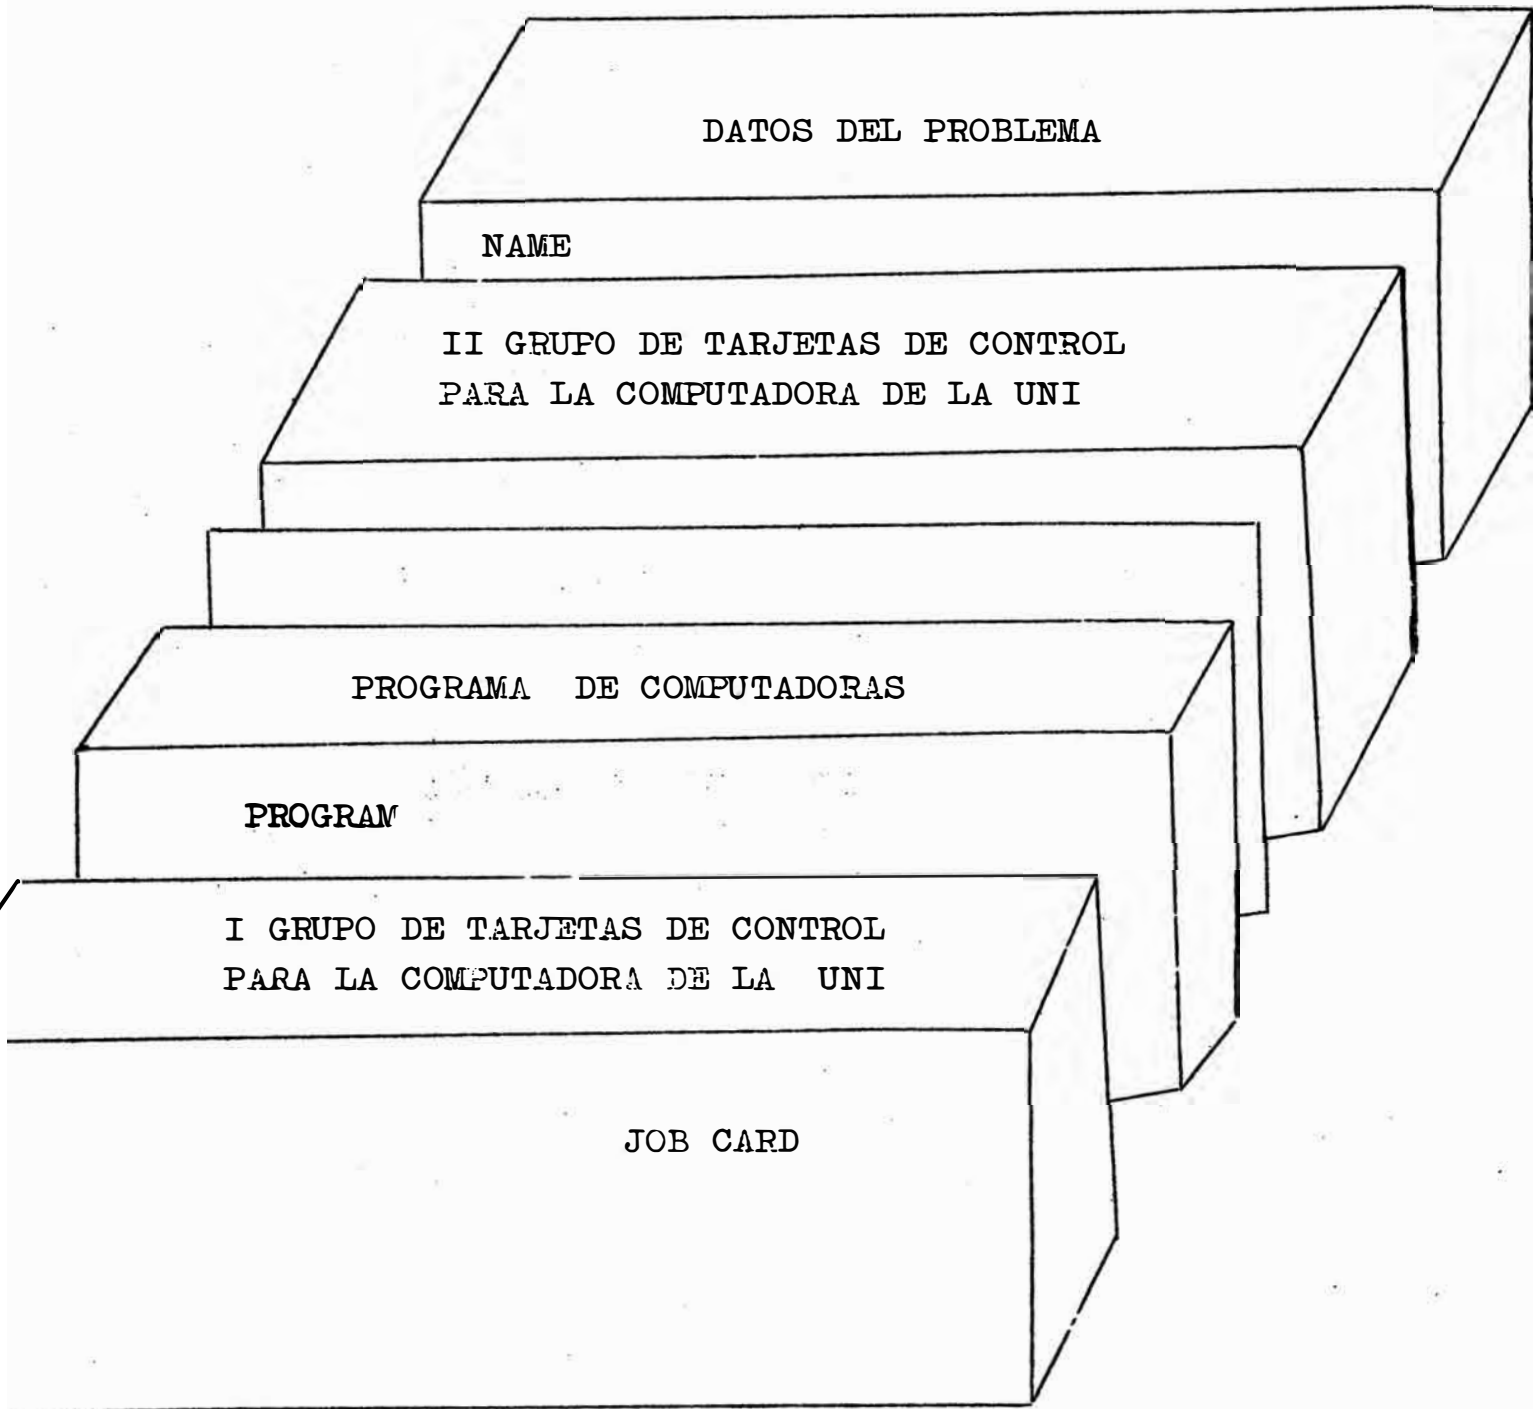 DATOS DEL PROBLEMA
NAME
II GRUPO DE TARJETAS DE CONTROL
PARA LA COMPUTADORA DE LA UNI
PROGRAMA DE COMPUTADORAS
PROGRAM
I GRUPO DE TARJETAS DE CONTROL
PARA LA COMPUTADORA DE LA UNI
JOB CARD